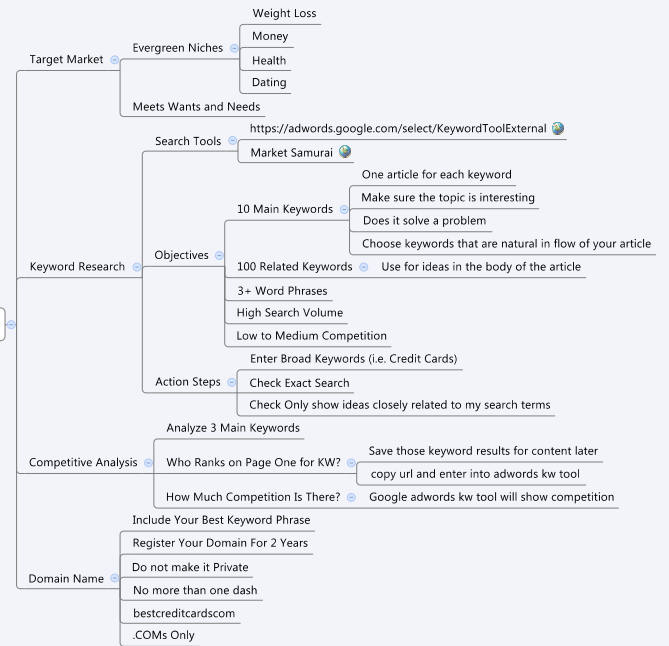 Target Market
Evergreen Niches
Weight Loss
Money
Health
Dating
Meets Wants and Needs
Keyword Research
Search Tools
https://adwords.google.com/select/KeywordToolExternal
Market Samurai
Objectives
10 Main Keywords
One article for each keyword
Make sure the topic is interesting
Does it solve a problem
Choose keywords that are natural in flow of your article
100 Related Keywords
Use for ideas in the body of the article
3+ Word Phrases
High Search Volume
Low to Medium Competition
Action Steps
Enter Broad Keywords (i.e. Credit Cards)
Check Exact Search
Check Only show ideas closely related to my search terms
Competitive Analysis
Analyze 3 Main Keywords
Who Ranks on Page One for KW?
Save those keyword results for content later
copy url and enter into adwords kw tool
How Much Competition Is There?
Google adwords kw tool will show competition
Domain Name
Include Your Best Keyword Phrase
Register Your Domain For 2 Years
Do not make it Private
No more than one dash
bestcreditcardscom
.COMs Only